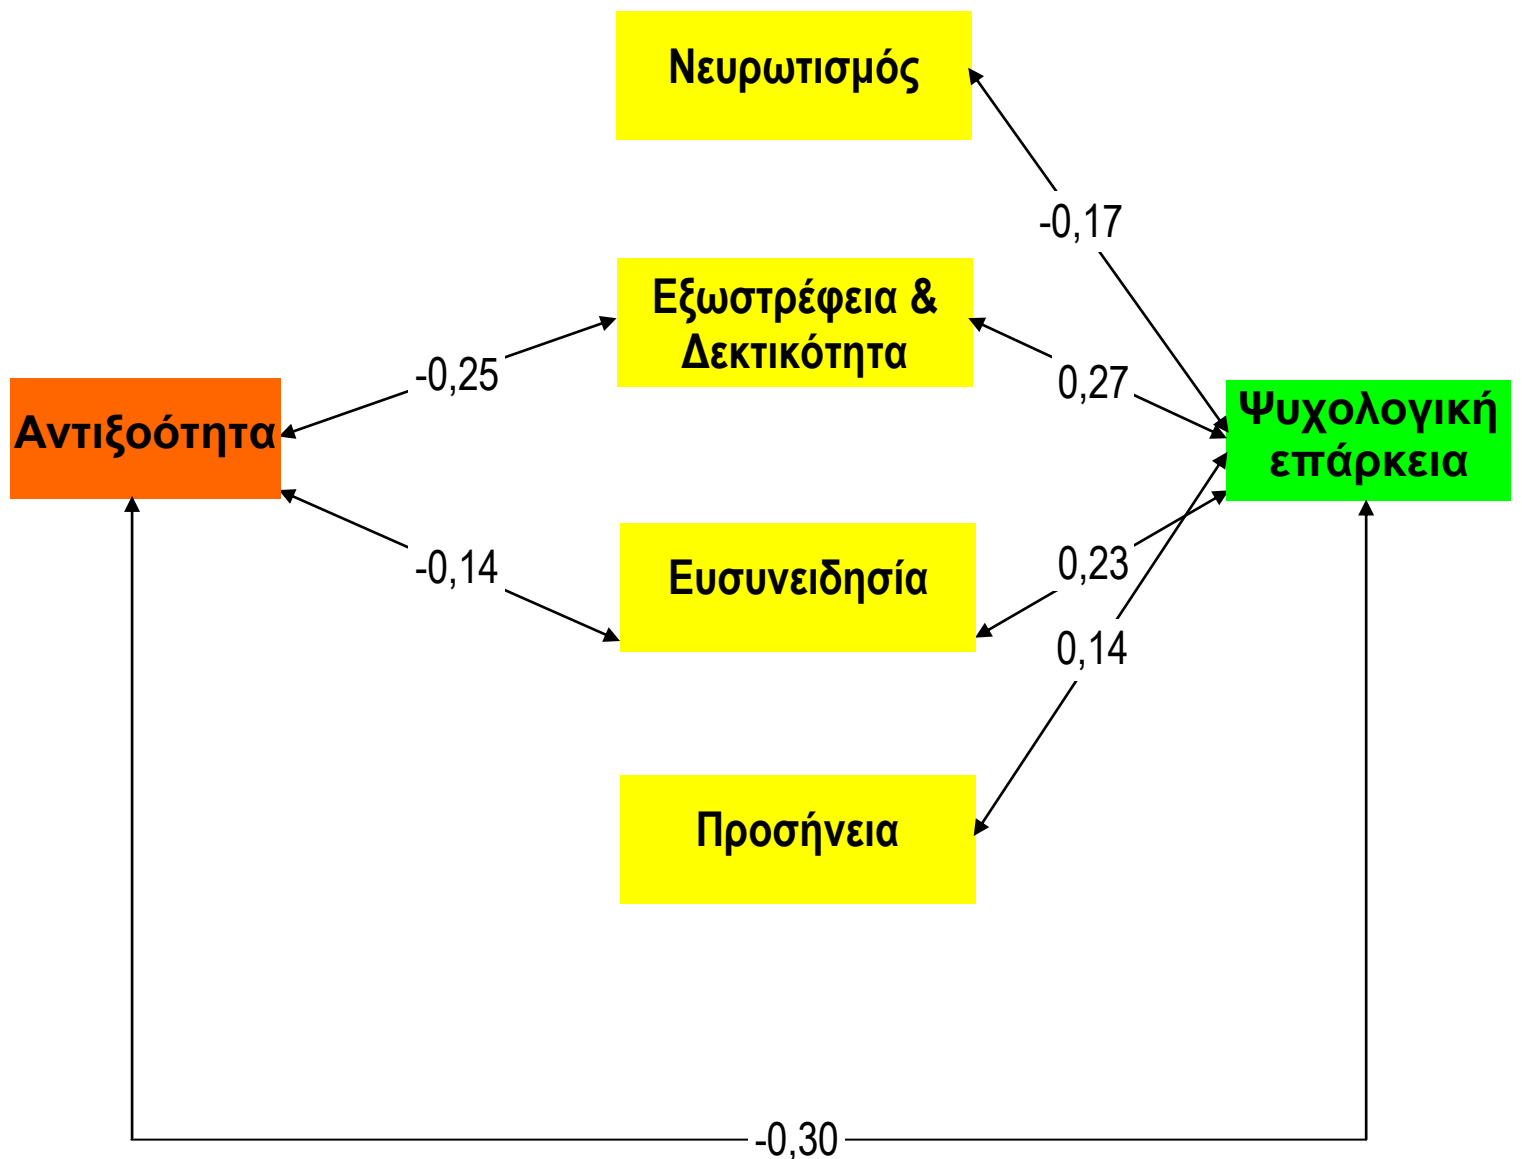 Νευρωτισμός
-0,17
Εξωστρέφεια &
Δεκτικότητα
-0,25
0,27
Αντιξοότητα
Ψυχολογική
επάρκεια
-0,14
Ευσυνειδησία
0,23
0,14
Προσήνεια
-0,30